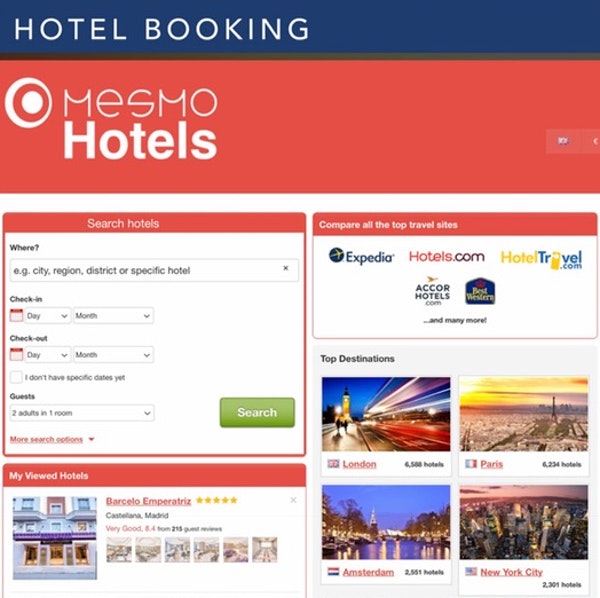 HOTEL BOOKING
mesmo
Hotels
€
Search hotels
Where?
e.g. city, region, district or specific hotel ×
Check-in
Day Month
Check-out
Day Month
I don't have specific dates yet
Guests
2 adults in 1 room
Search
More search options
My Viewed Hotels
Barcelo Emperatriz
Castellana, Madrid
Very Good, 8.4 from 215 guest reviews
Compare all the top travel sites
Expedia Hotels.com HotelTravel
.com
ACCOR
HOTELS
.com
Best
Western
...and many more!
Top Destinations
London 6,588 hotels
Paris 6,234 hotels
Amsterdam 2,551 hotels
New York City
2,301 hotels